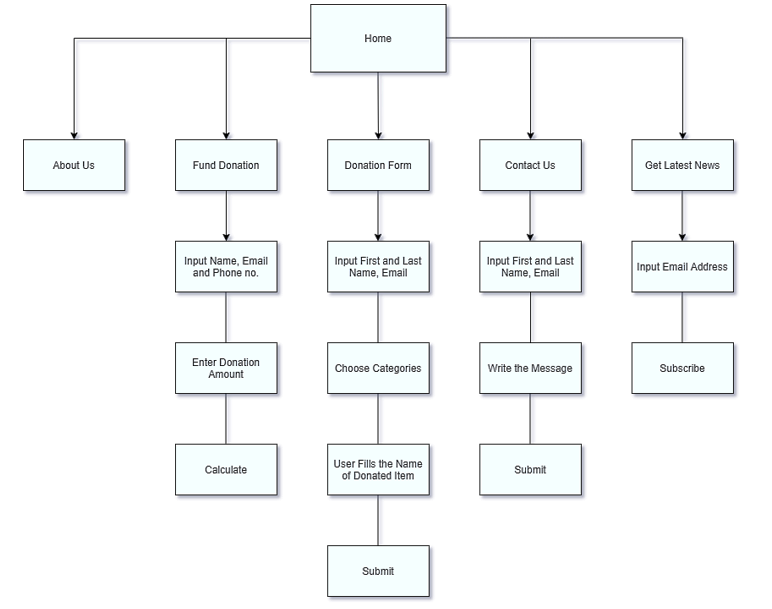 Home
About Us
Fund Donation
Donation Form
Contact Us
Get Latest News
Input Name, Email
and Phone no.
Input First and Last
Name, Email
Input First and Last
Name, Email
Input Email Address
Enter Donation
Amount
Choose Categories
Write the Message
Subscribe
Calculate
User Fills the Name
of Donated Item
Submit
Submit